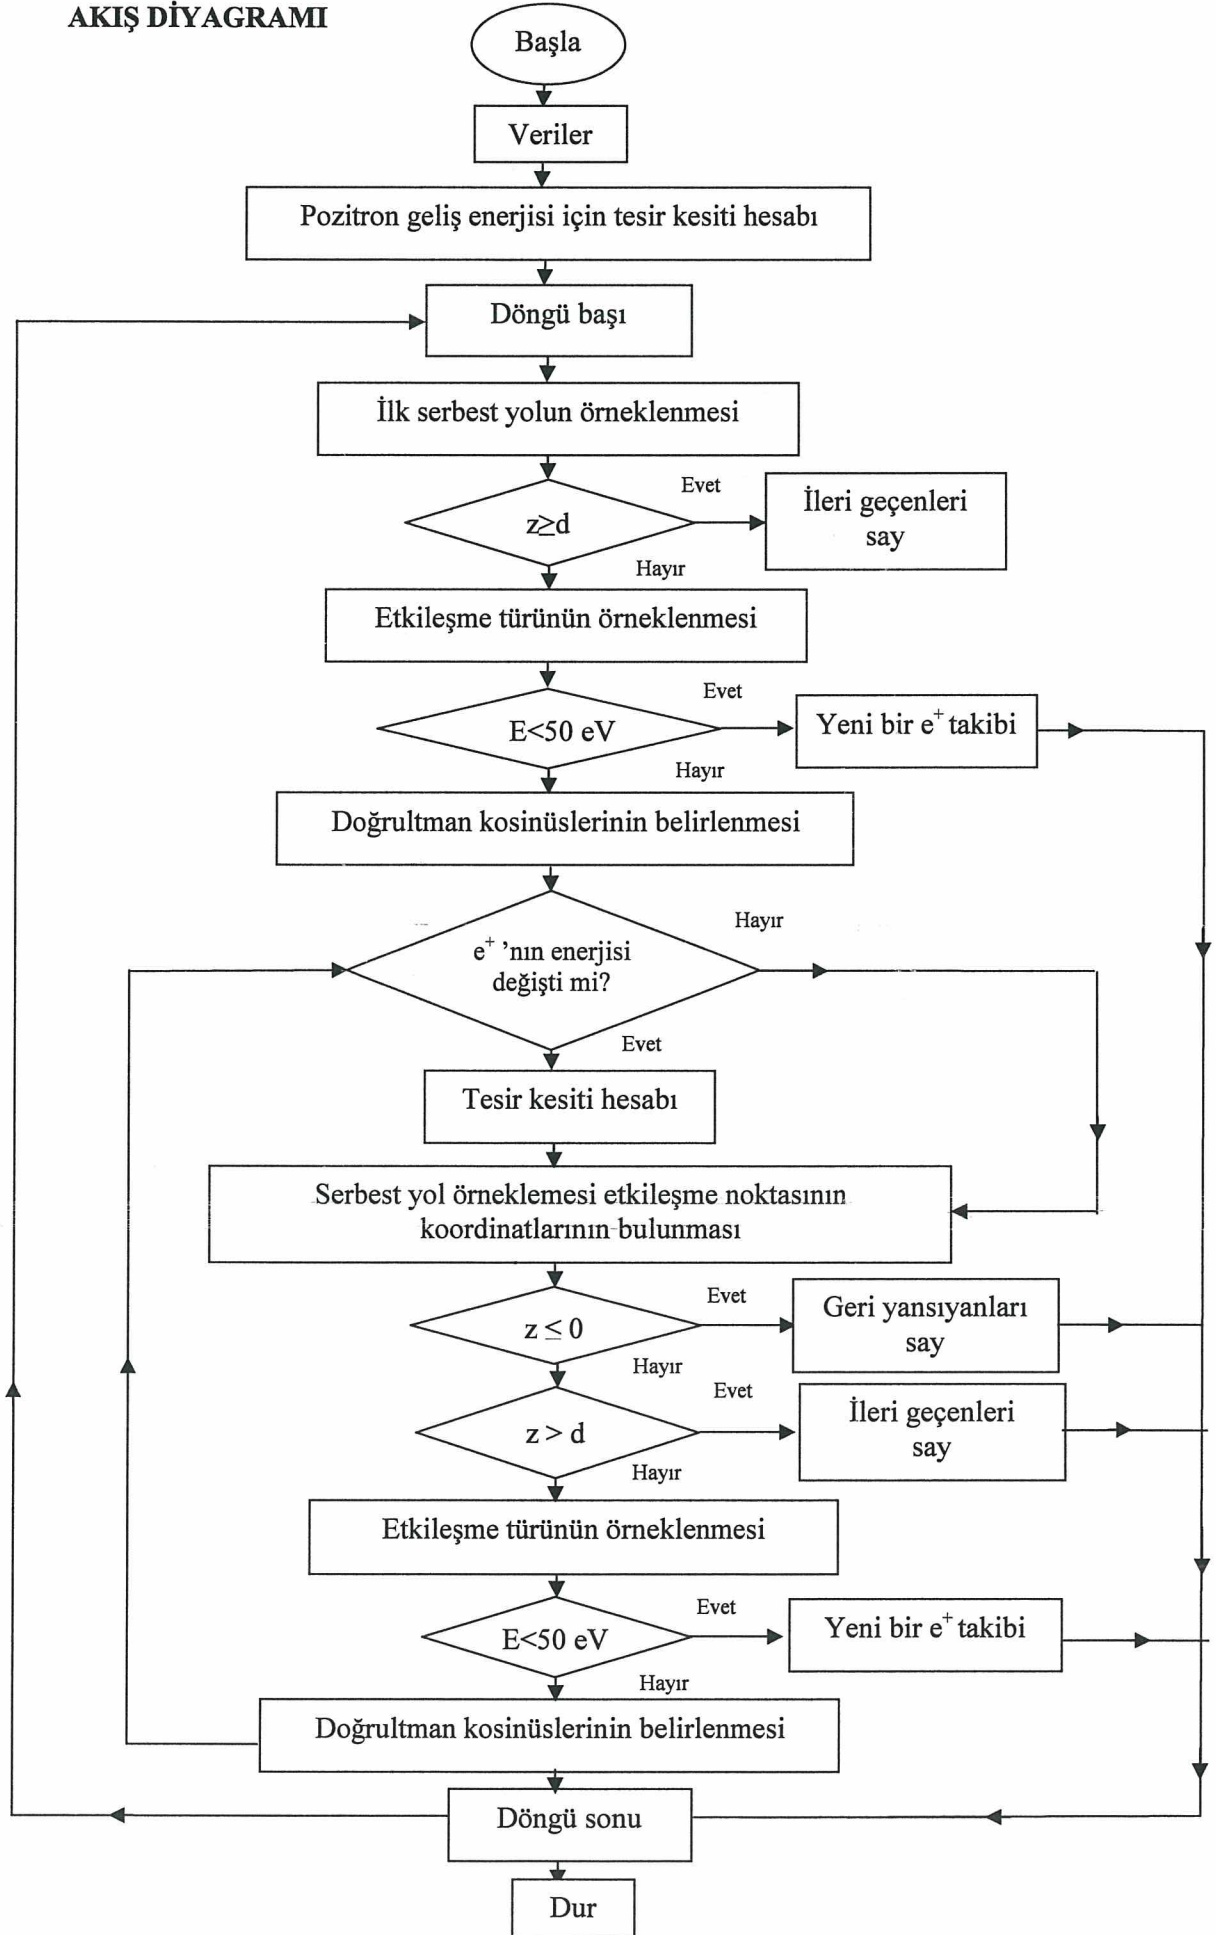 AKIŞ DİYAGRAMI
Başla
Veriler
Pozitron geliş enerjisi için tesir kesiti hesabı
Döngü başı
İlk serbest yolun örneklenmesi
Evet
z≥d
İleri geçenleri
say
Hayır
Etkileşme türünün örneklenmesi
Evet
E<50 eV
Yeni bir e⁺ takibi
Hayır
Doğrultman kosinüslerinin belirlenmesi
Hayır
e⁺ ’nın enerjisi
değişti mi?
Evet
Tesir kesiti hesabı
Serbest yol örneklemesi etkileşme noktasının
koordinatlarının bulunması
Evet
z ≤ 0
Geri yansıyanları
say
Hayır
Evet
z > d
İleri geçenleri
say
Hayır
Etkileşme türünün örneklenmesi
Evet
E<50 eV
Yeni bir e⁺ takibi
Hayır
Doğrultman kosinüslerinin belirlenmesi
Döngü sonu
Dur